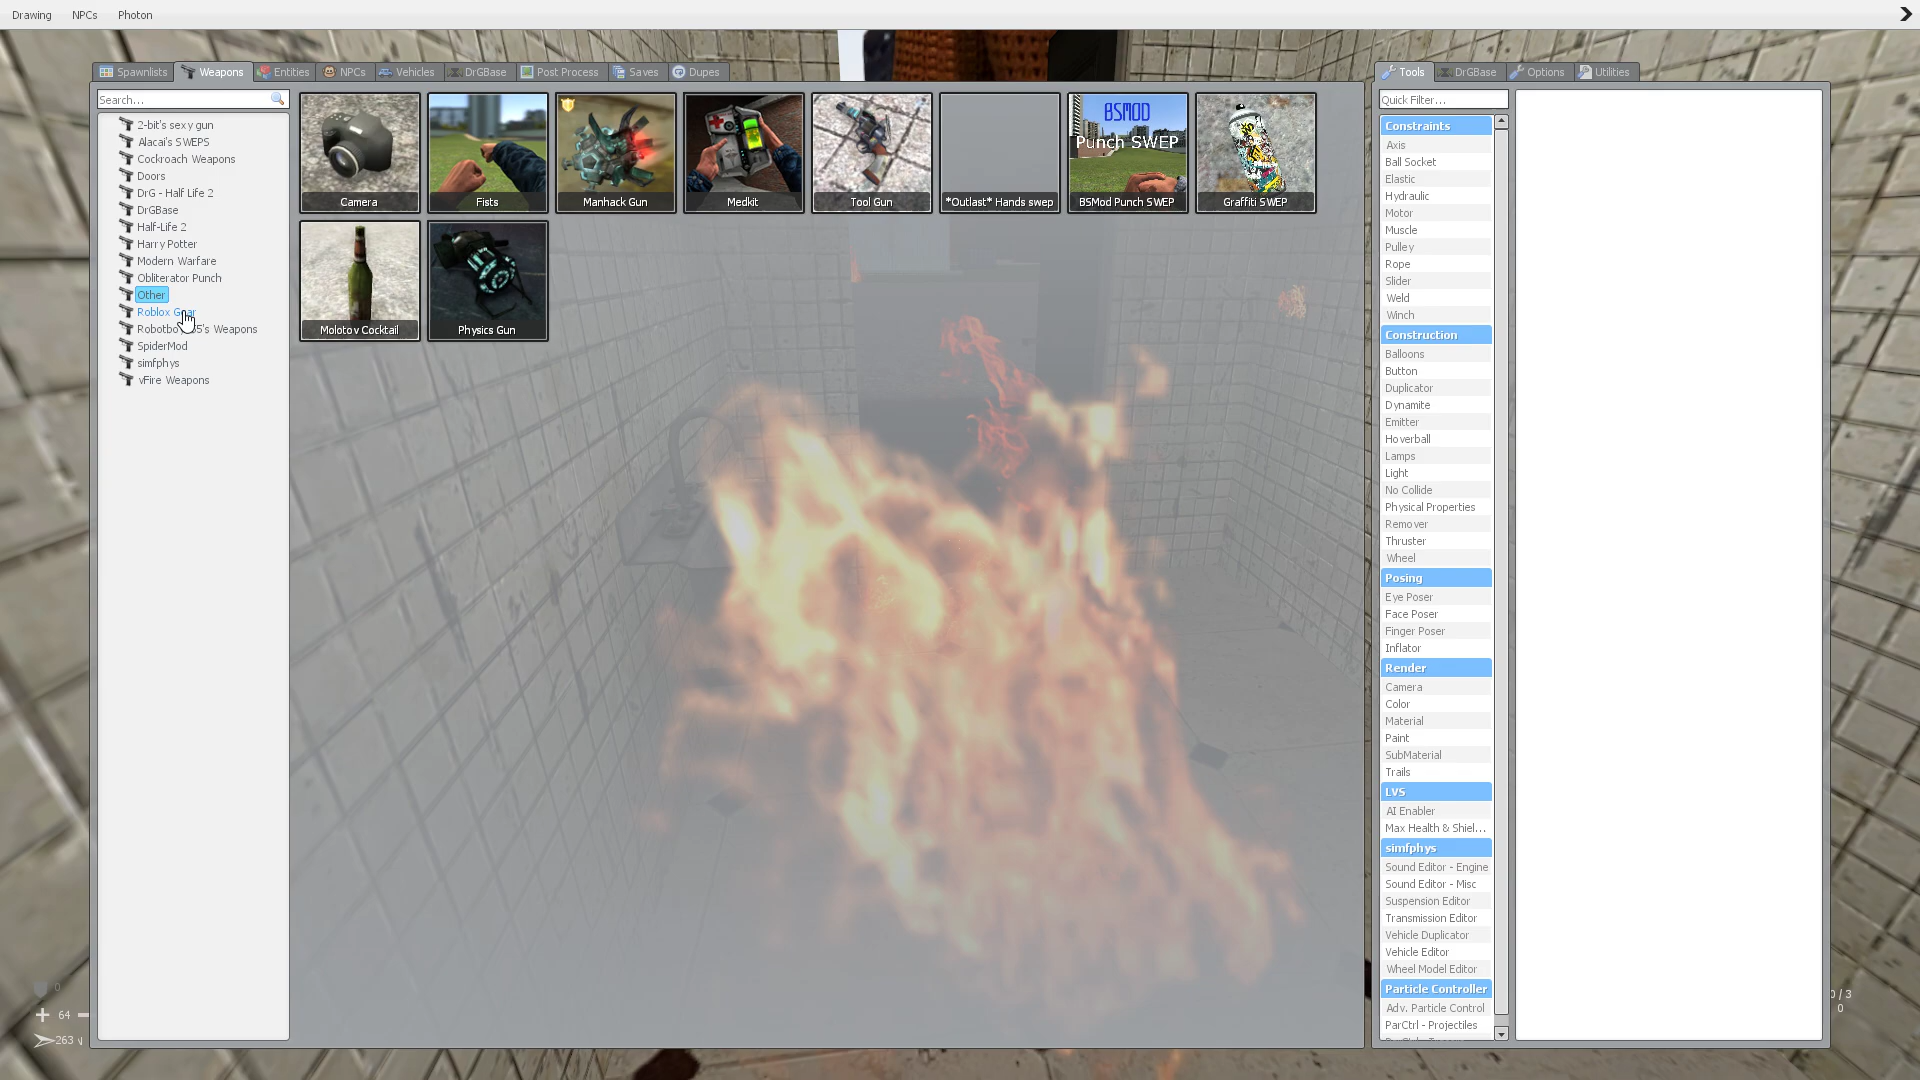 Drawing NPCs Photon
Spawnlists Weapons Entities NPCs Vehicles DrGBase Post Process Saves Dupes
Search...
2-bit's sexy gun
Alacai's SWEPS
Cockroach Weapons
Doors
DrG - Half Life 2
DrGBase
Half-Life 2
Harry Potter
Modern Warfare
Obliterator Punch
Other
Roblox Gear
Weapons
SpiderMod
simfphys
vFire Weapons
Camera
Fists
Manhack Gun
Medkit
Tool Gun
*Outlast* Hands swep
BSMOD
Punch SWEP
BSMod Punch SWEP
Graffiti SWEP
Molotov Cocktail
Physics Gun
Tools DrGBase Options Utilities
Quick Filter...
Constraints
Axis
Ball Socket
Elastic
Hydraulic
Motor
Muscle
Pulley
Rope
Slider
Weld
Winch
Construction
Balloons
Button
Duplicator
Dynamite
Emitter
Hoverball
Lamps
Light
No Collide
Physical Properties
Remover
Thruster
Wheel
Posing
Eye Poser
Face Poser
Finger Poser
Inflator
Render
Camera
Color
Material
Paint
SubMaterial
Trails
LVS
AI Enabler
Max Health & Shiel...
simfphys
Sound Editor - Engine
Sound Editor - Misc
Suspension Editor
Transmission Editor
Vehicle Duplicator
Vehicle Editor
Wheel Model Editor
Particle Controller
Adv. Particle Control
ParCtrl - Projectiles
0
64
263
0 / 3
0